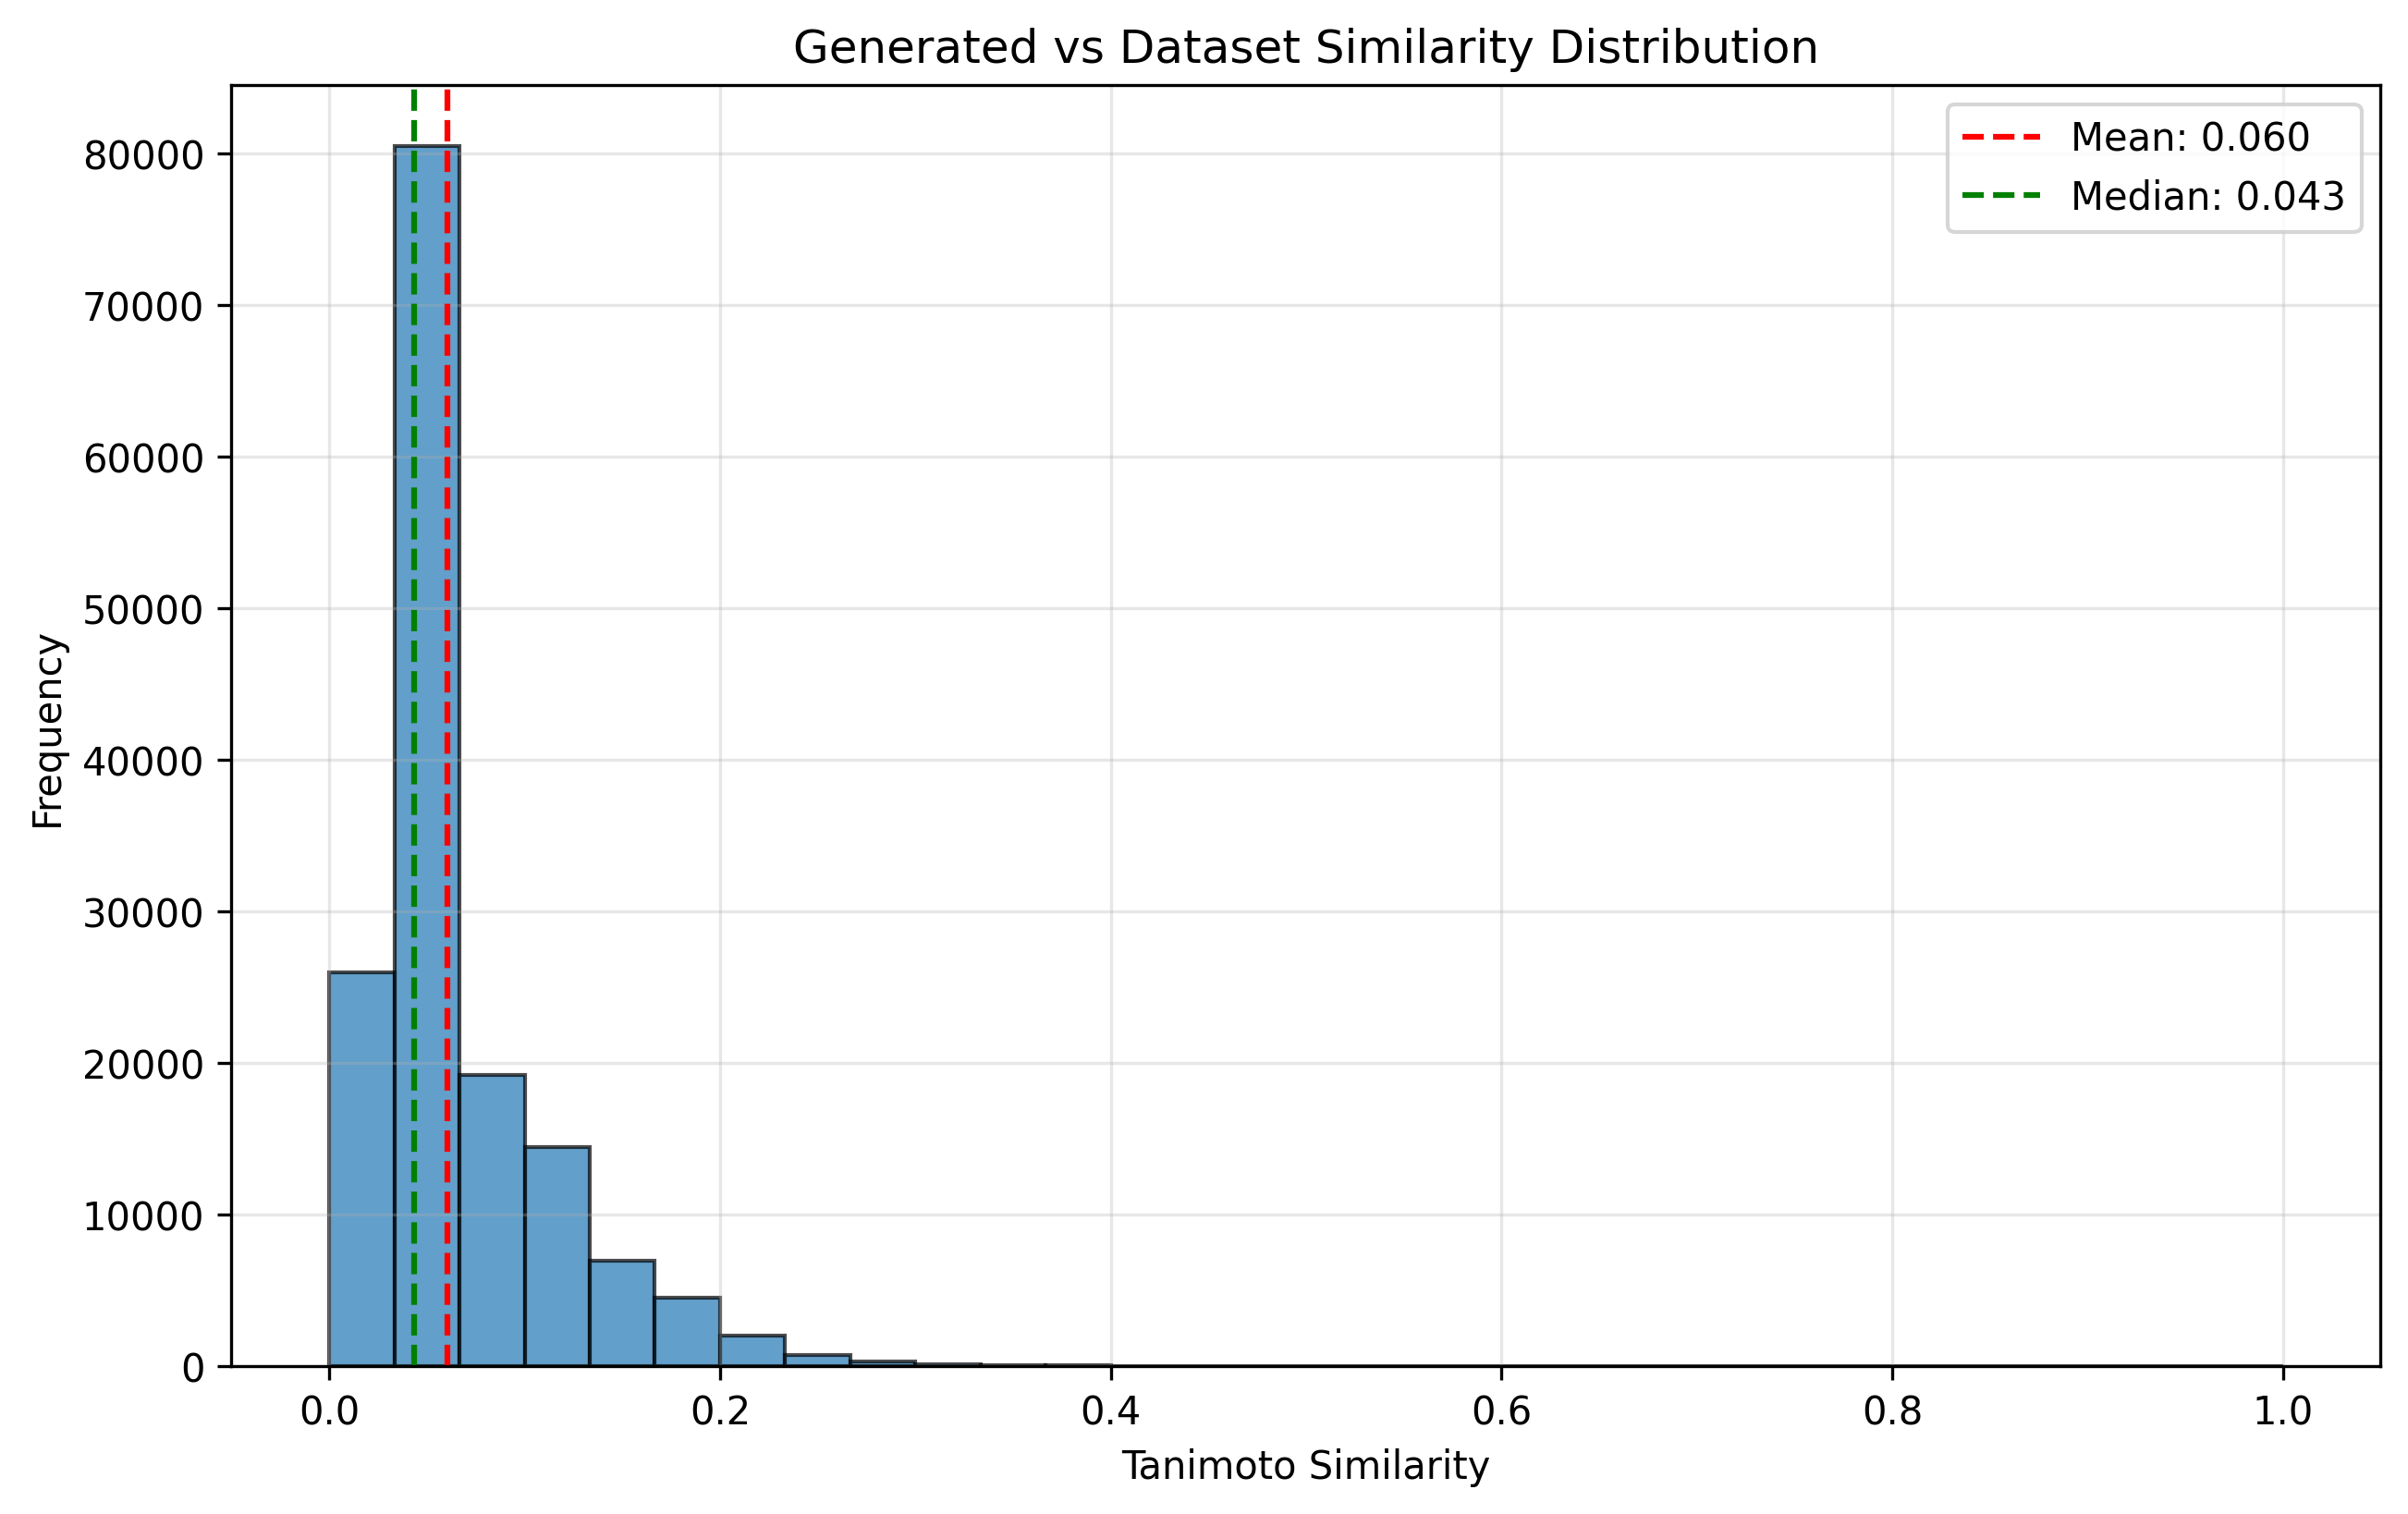 Generated vs Dataset Similarity Distribution
Mean: 0.060
Median: 0.043
80000
70000
60000
50000
40000
30000
20000
10000
0
Frequency
0.0 0.2 0.4 0.6 0.8 1.0
Tanimoto Similarity